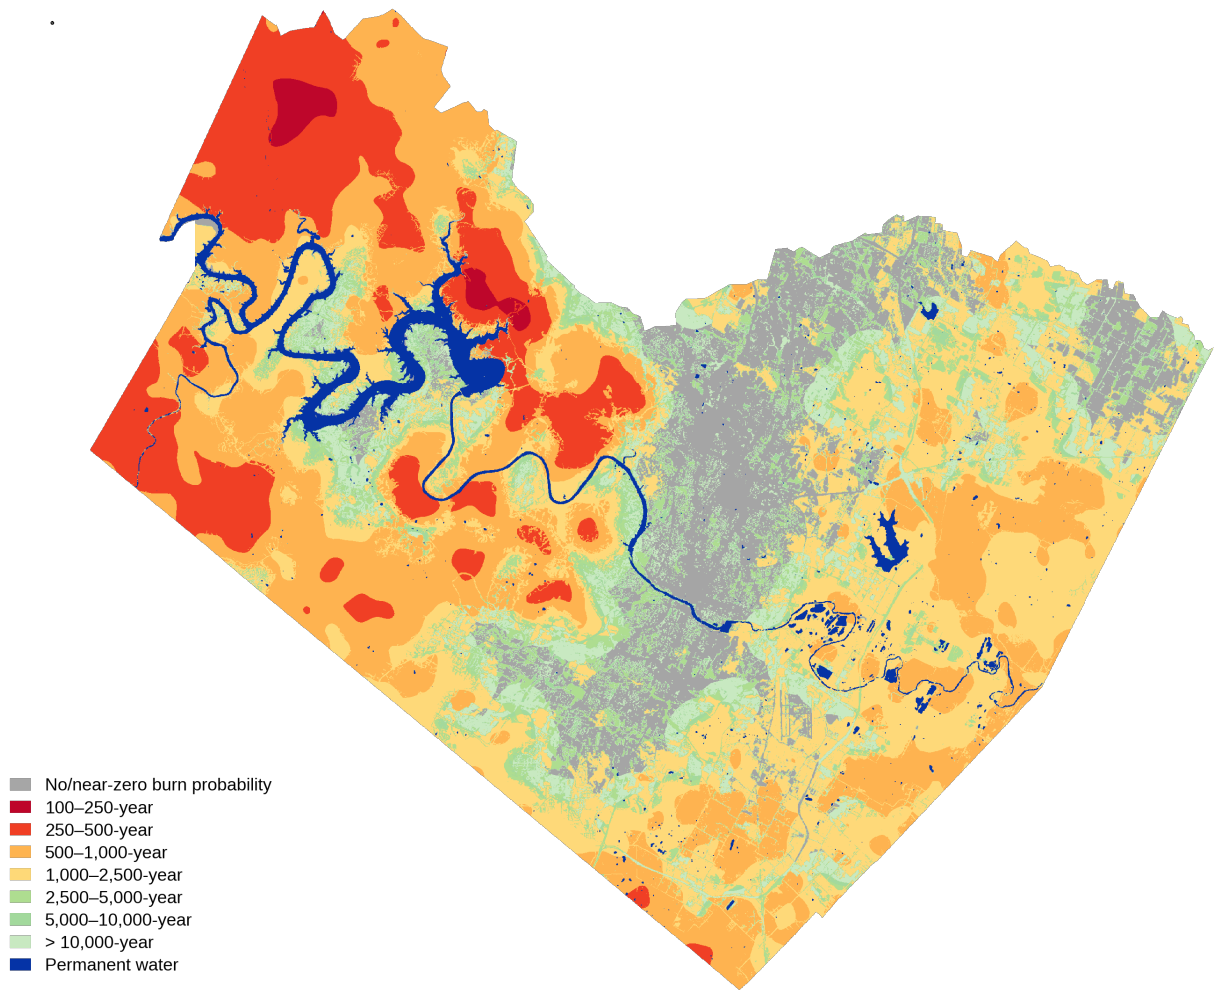 No/near-zero burn probability
100–250-year
250–500-year
500–1,000-year
1,000–2,500-year
2,500–5,000-year
5,000–10,000-year
> 10,000-year
Permanent water